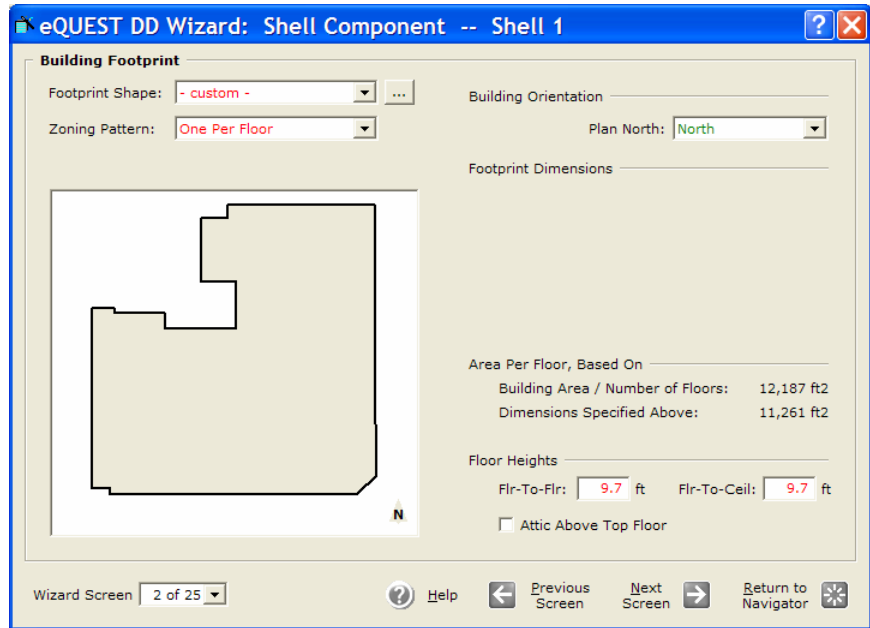 eQUEST DD Wizard: Shell Component -- Shell 1
?
Building Footprint
Footprint Shape: - custom - ...
Zoning Pattern: One Per Floor
Building Orientation
Plan North: North
Footprint Dimensions
N
Area Per Floor, Based On
Building Area / Number of Floors: 12,187 ft2
Dimensions Specified Above: 11,261 ft2
Floor Heights
Flr-To-Flr: 9.7 ft Flr-To-Ceil: 9.7 ft
Attic Above Top Floor
Wizard Screen 2 of 25
? Help
Previous
Screen
Next
Screen
Return to
Navigator